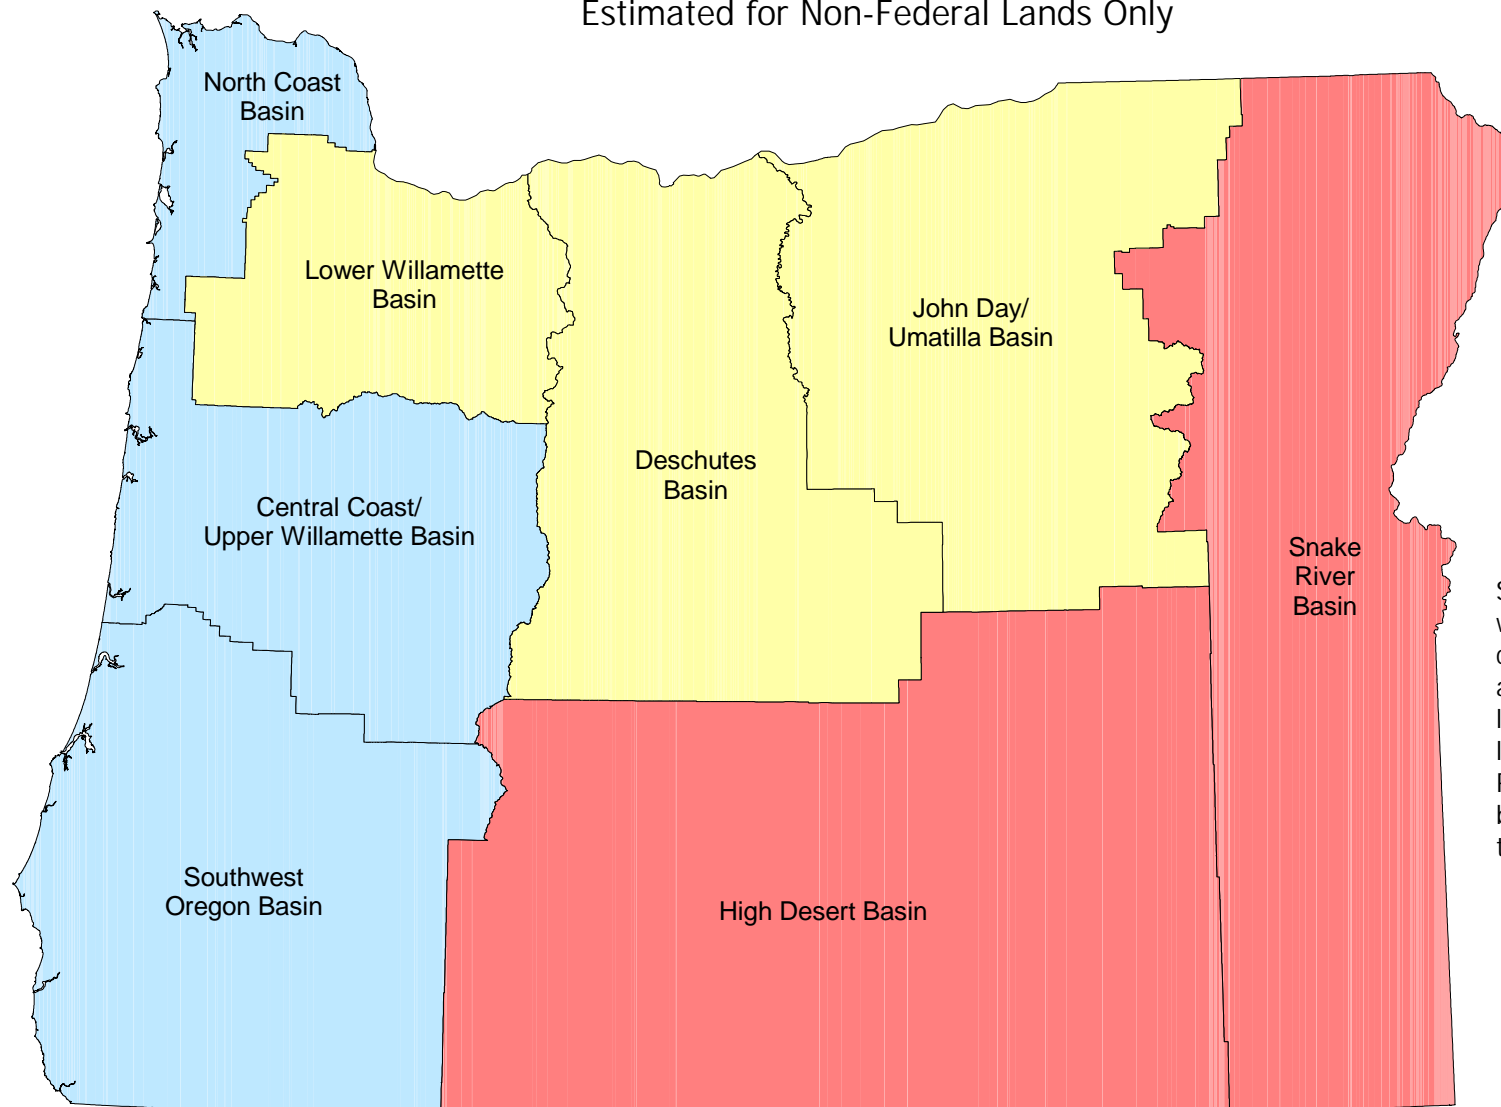 Estimated for Non-Federal Lands Only
North Coast
Basin
Lower Willamette
Basin
John Day/
Umatilla Basin
Deschutes
Basin
Central Coast/
Upper Willamette Basin
Snake
River
Basin
Southwest
Oregon Basin
High Desert Basin